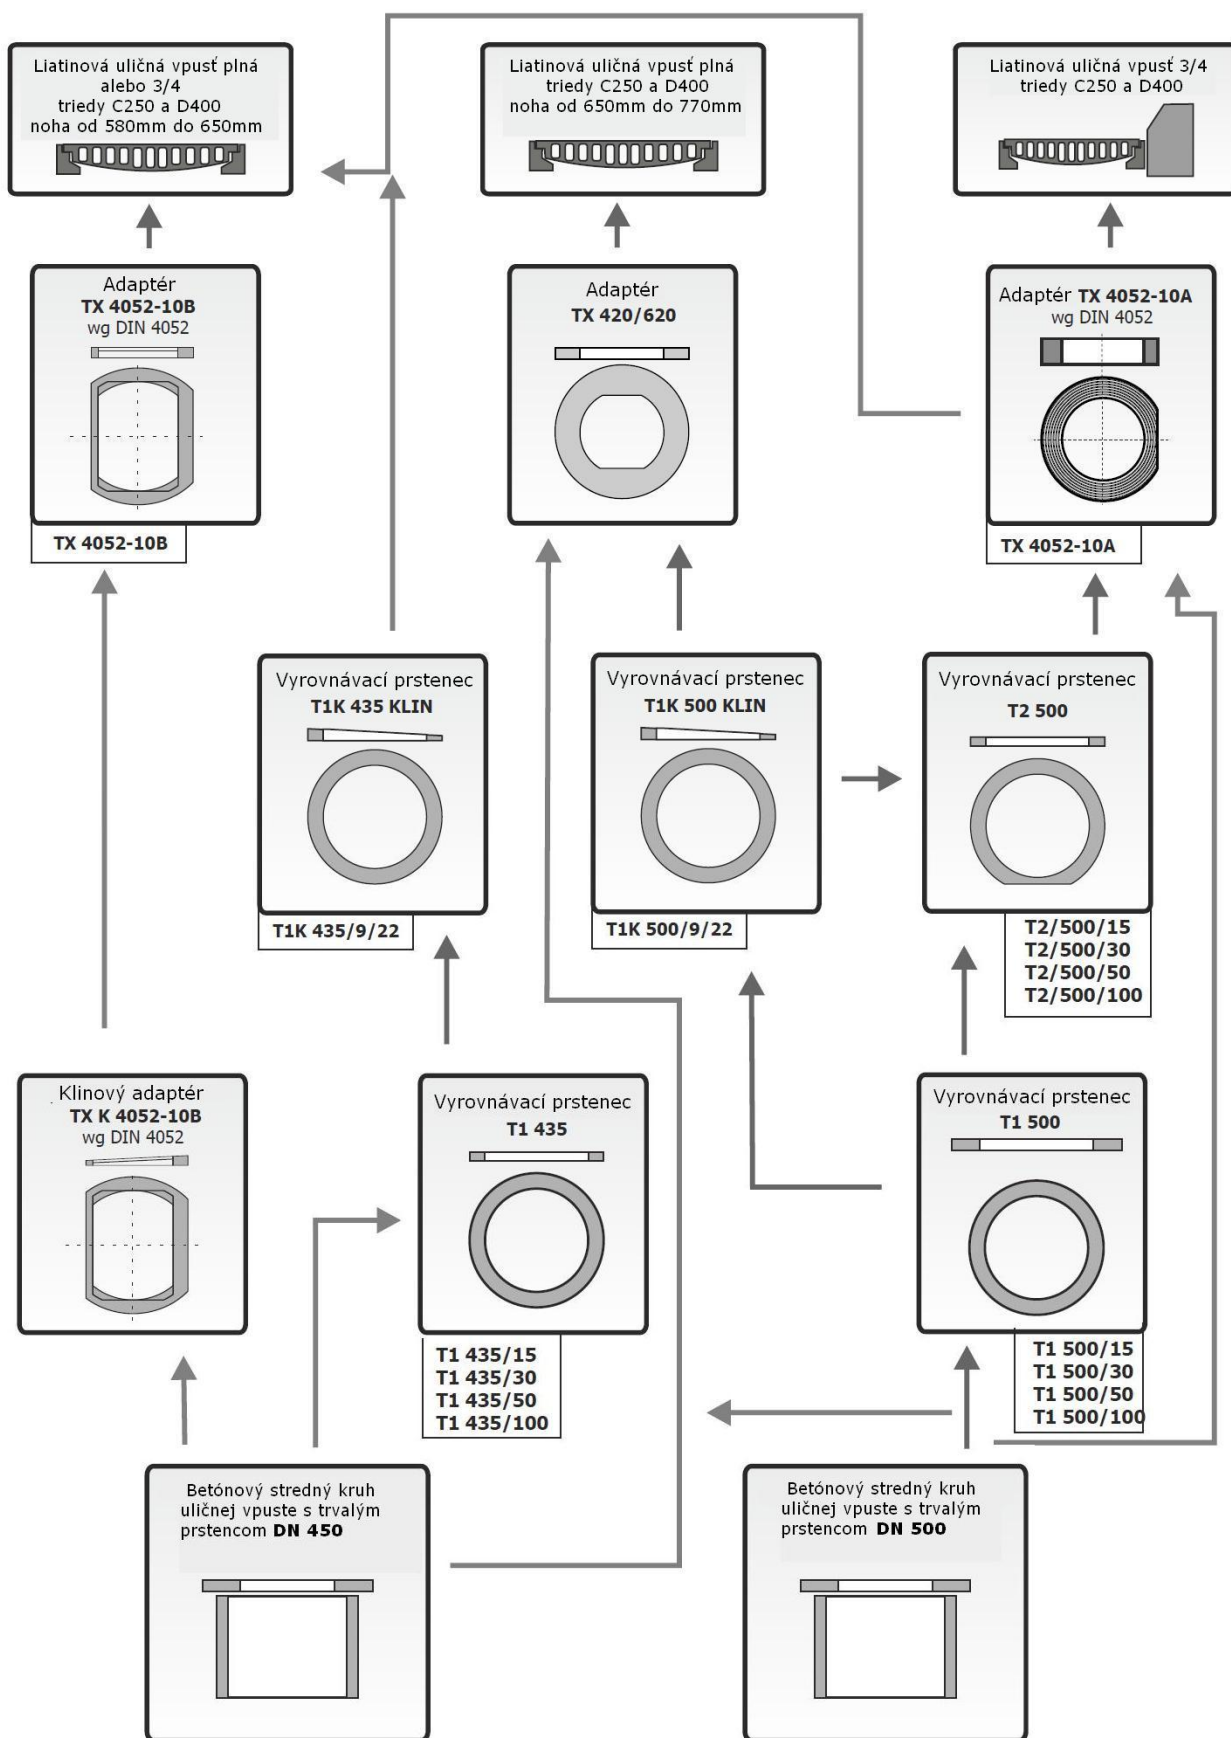 Liatinová uličná vpusť plná
alebo 3/4
triedy C250 a D400
noha od 580mm do 650mm
Liatinová uličná vpusť plná
triedy C250 a D400
noha od 650mm do 770mm
Liatinová uličná vpusť 3/4
triedy C250 a D400
Adaptér
TX 4052-10B
wg DIN 4052
TX 4052-10B
Adaptér
TX 420/620
Adaptér TX 4052-10A
wg DIN 4052
TX 4052-10A
Vyrovnávací prstenec
T1K 435 KLIN
T1K 435/9/22
Vyrovnávací prstenec
T1K 500 KLIN
T1K 500/9/22
Vyrovnávací prstenec
T2 500
T2/500/15
T2/500/30
T2/500/50
T2/500/100
Klinový adaptér
TX K 4052-10B
wg DIN 4052
Vyrovnávací prstenec
T1 435
T1 435/15
T1 435/30
T1 435/50
T1 435/100
Vyrovnávací prstenec
T1 500
T1 500/15
T1 500/30
T1 500/50
T1 500/100
Betónový stredný kruh
uličnej vpuste s trvalým
prstencom DN 450
Betónový stredný kruh
uličnej vpuste s trvalým
prstencom DN 500